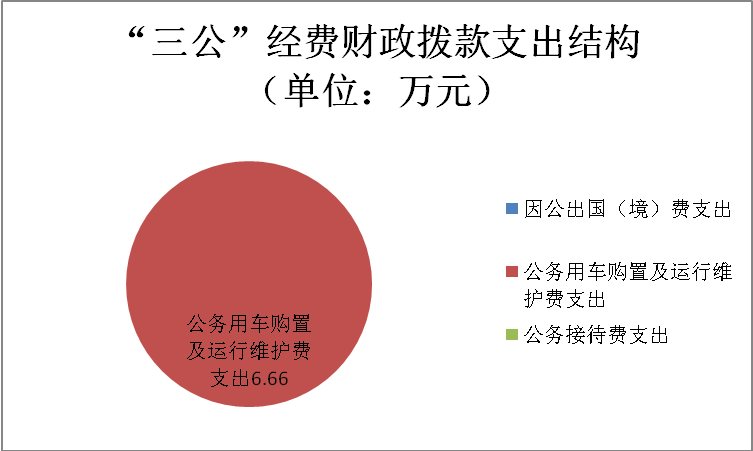 “三公”经费财政拨款支出结构
（单位：万元）
公务用车购置
及运行维护费
支出6.66
因公出国（境）费支出
公务用车购置及运行维
护费支出
公务接待费支出